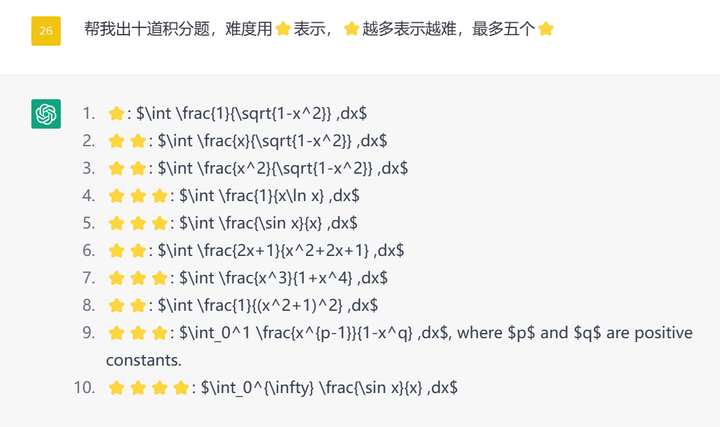 26
帮我出十道积分题，难度用⭐表示，⭐越多表示越难，最多五个⭐
1. ⭐: $\int \frac{1}{\sqrt{1-x^2}} ,dx$
2. ⭐⭐: $\int \frac{x}{\sqrt{1-x^2}} ,dx$
3. ⭐⭐: $\int \frac{x^2}{\sqrt{1-x^2}} ,dx$
4. ⭐⭐⭐: $\int \frac{1}{x\ln x} ,dx$
5. ⭐⭐⭐: $\int \frac{\sin x}{x} ,dx$
6. ⭐⭐: $\int \frac{2x+1}{x^2+2x+1} ,dx$
7. ⭐⭐⭐: $\int \frac{x^3}{1+x^4} ,dx$
8. ⭐⭐: $\int \frac{1}{(x^2+1)^2} ,dx$
9. ⭐⭐⭐: $\int_0^1 \frac{x^{p-1}}{1-x^q} ,dx$, where $p$ and $q$ are positive
constants.
10. ⭐⭐⭐⭐: $\int_0^{\infty} \frac{\sin x}{x} ,dx$